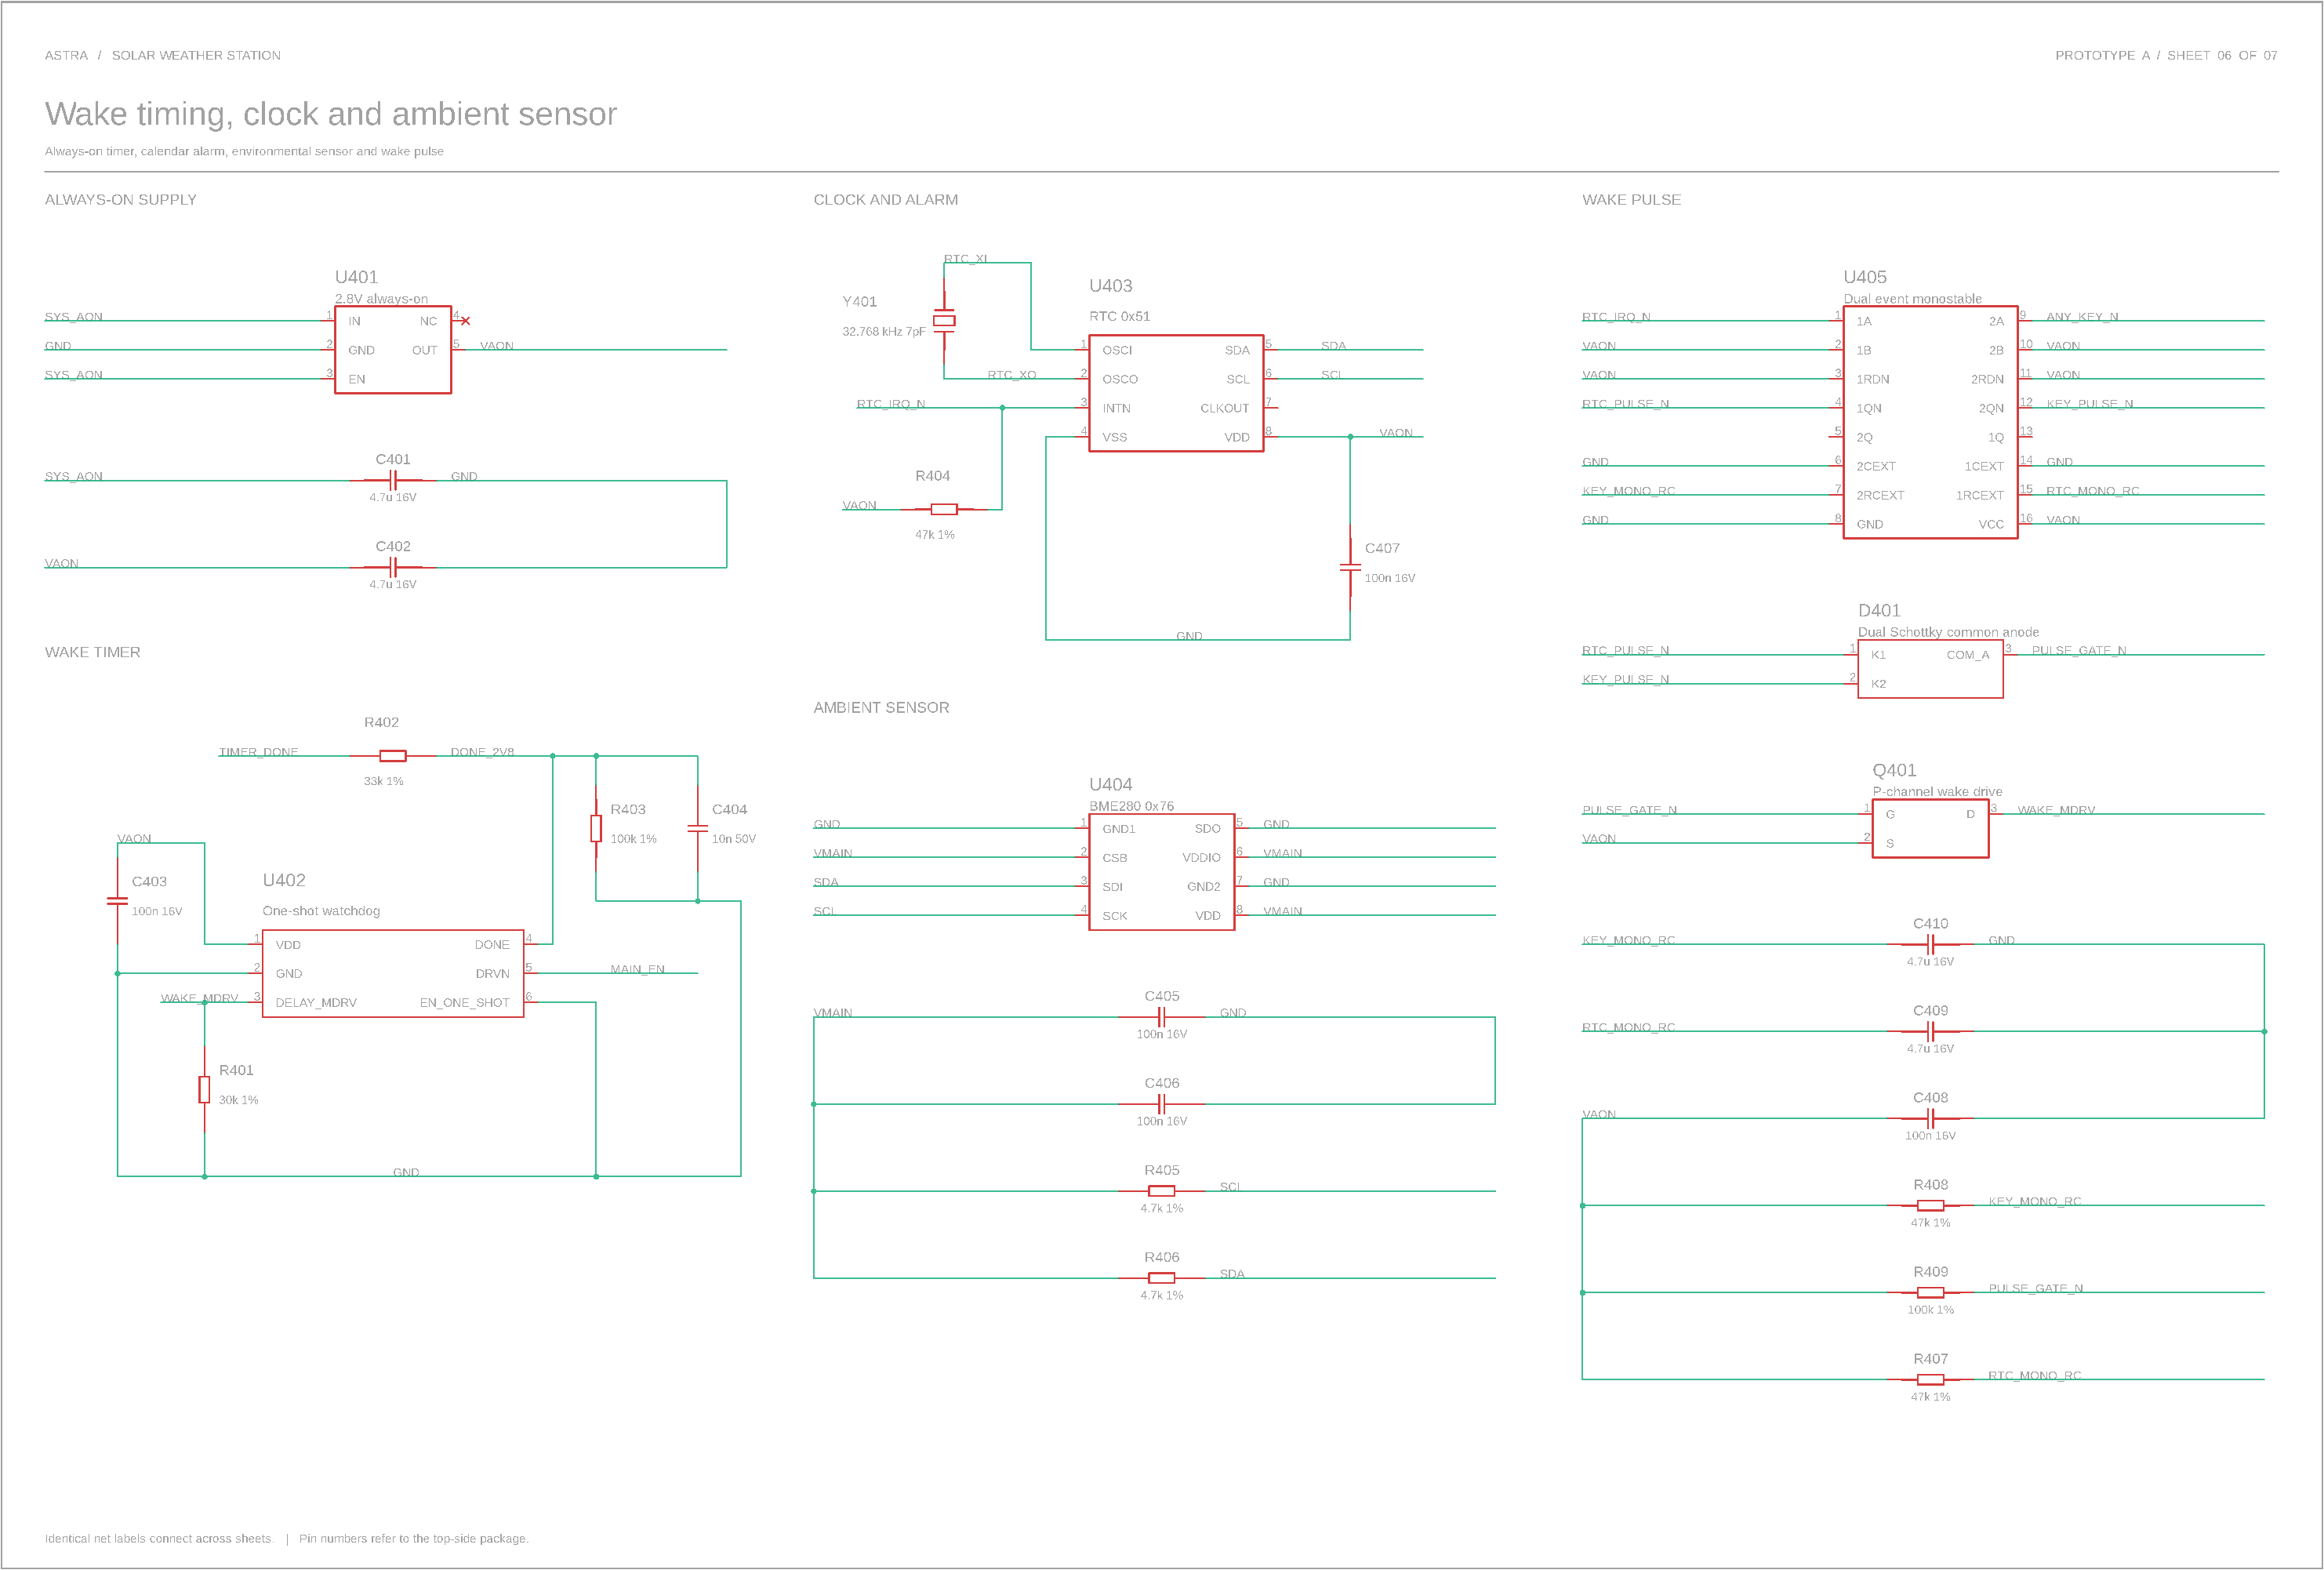 ASTRA / SOLAR WEATHER STATION
PROTOTYPE A / SHEET 06 OF 07
Wake timing, clock and ambient sensor
Always-on timer, calendar alarm, environmental sensor and wake pulse
ALWAYS-ON SUPPLY
U401
2.8V always-on
SYS_AON 1 IN NC 4
GND 2 GND OUT 5 VAON
SYS_AON 3 EN
C401
SYS_AON GND
4.7u 16V
C402
VAON
4.7u 16V
WAKE TIMER
R402
TIMER_DONE DONE_2V8
33k 1%
R403
100k 1%
C404
10n 50V
VAON
C403
100n 16V
U402
One-shot watchdog
1 VDD DONE 4
2 GND DRVN 5 MAIN_EN
WAKE_MDRV 3 DELAY_MDRV EN_ONE_SHOT 6
R401
30k 1%
GND
CLOCK AND ALARM
RTC_XI
Y401
32.768 kHz 7pF
U403
RTC 0x51
1 OSCI SDA 5 SDA
RTC_XO 2 OSCO SCL 6 SCL
RTC_IRQ_N 3 INTN CLKOUT 7
4 VSS VDD 8 VAON
R404
VAON
47k 1%
C407
100n 16V
GND
AMBIENT SENSOR
U404
BME280 0x76
GND 1 GND1 SDO 5 GND
VMAIN 2 CSB VDDIO 6 VMAIN
SDA 3 SDI GND2 7 GND
SCL 4 SCK VDD 8 VMAIN
C405
VMAIN GND
100n 16V
C406
100n 16V
R405
SCL
4.7k 1%
R406
SDA
4.7k 1%
WAKE PULSE
U405
Dual event monostable
RTC_IRQ_N 1 1A 2A 9 ANY_KEY_N
VAON 2 1B 2B 10 VAON
VAON 3 1RDN 2RDN 11 VAON
RTC_PULSE_N 4 1QN 2QN 12 KEY_PULSE_N
5 2Q 1Q 13
GND 6 2CEXT 1CEXT 14 GND
KEY_MONO_RC 7 2RCEXT 1RCEXT 15 RTC_MONO_RC
GND 8 GND VCC 16 VAON
D401
Dual Schottky common anode
RTC_PULSE_N 1 K1 COM_A 3 PULSE_GATE_N
KEY_PULSE_N 2 K2
Q401
P-channel wake drive
PULSE_GATE_N 1 G D 3 WAKE_MDRV
VAON 2 S
C410
KEY_MONO_RC GND
4.7u 16V
C409
RTC_MONO_RC
4.7u 16V
C408
VAON
100n 16V
R408
KEY_MONO_RC
47k 1%
R409
PULSE_GATE_N
100k 1%
R407
RTC_MONO_RC
47k 1%
Identical net labels connect across sheets. | Pin numbers refer to the top-side package.